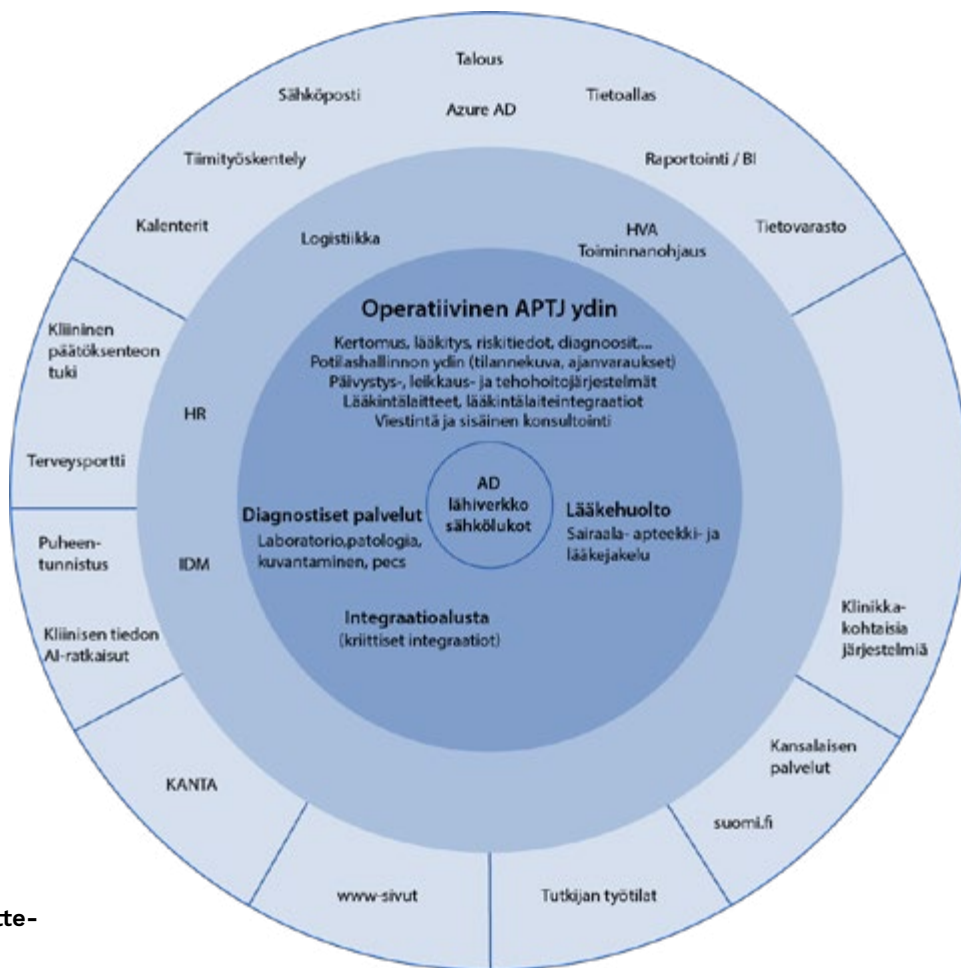 Talous
Sähköposti
Tietoallas
Azure AD
Tiimityöskentely
Raportointi / BI
Kalenterit
Tietovarasto
Logistiikka
HVA
Toiminnanohjaus
Operatiivinen APTJ ydin
Kertomus, lääkitys, riskitiedot, diagnoosit,...
Potilashallinnon ydin (tilannekuva, ajanvaraukset)
Päivystys-, leikkaus- ja tehohoitojärjestelmät
Lääkintälaitteet, lääkintälaiteintegraatiot
Viestintä ja sisäinen konsultointi
Kliininen
päätöksenteon
tuki
HR
Terveysportti
AD
lähiverkko
sähkölukot
Diagnostiset palvelut
Laboratorio,patologia,
kuvantaminen, pecs
Lääkehuolto
Sairaala- apteekki- ja
lääkejakelu
Puheen-
tunnistus
IDM
Integraatioalusta
(kriittiset integraatiot)
Kliinisen tiedon
AI-ratkaisut
Klinikka-
kohtaisia
järjestelmiä
Kansalaisen
palvelut
KANTA
suomi.fi
www-sivut
Tutkijan työtilat